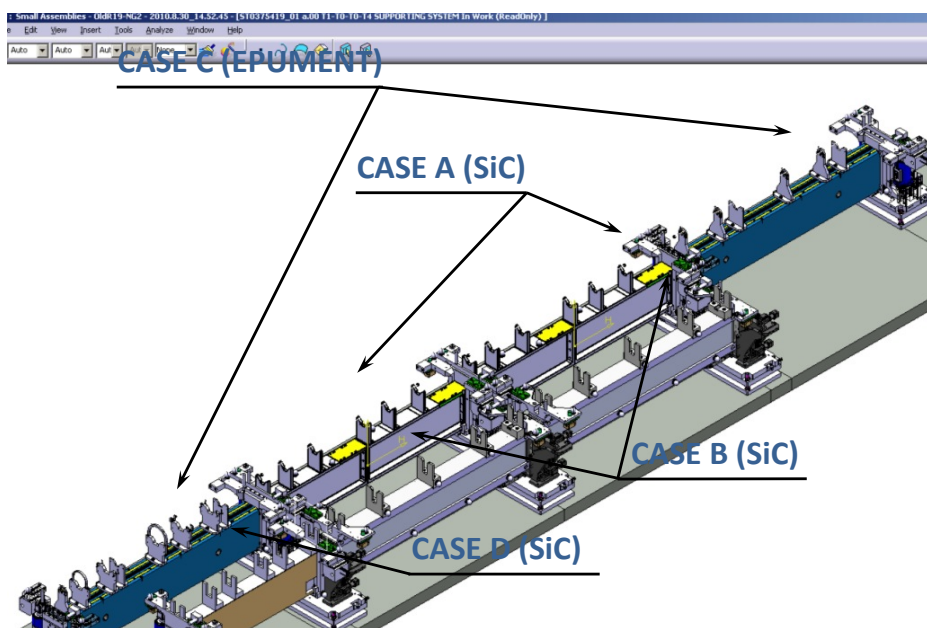 : Small Assemblies - OldR19-NG2 - 2010.8.30_14.52.45 - [ST0375419_01 a.00 T1-T0-T0-T4 SUPPORTING SYSTEM In Work (ReadOnly) ]
e Edit View Insert Tools Analyze Window Help
Auto Auto Aut Aut None
CASE C (EPUMENT)
CASE A (SiC)
CASE B (SiC)
CASE D (SiC)